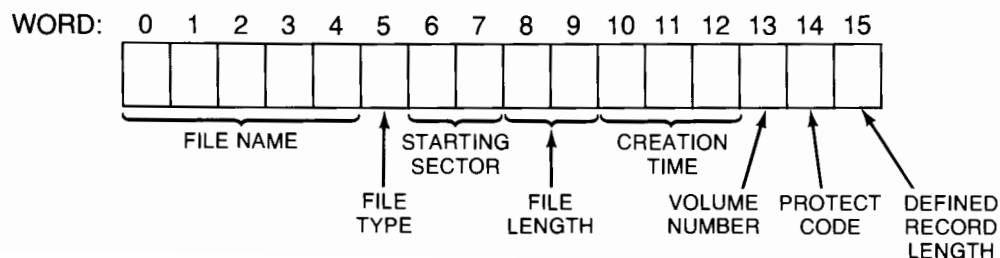 WORD: 0 1 2 3 4 5 6 7 8 9 10 11 12 13 14 15
FILE NAME
FILE
TYPE
STARTING
SECTOR
FILE
LENGTH
CREATION
TIME
VOLUME
NUMBER
PROTECT
CODE
DEFINED
RECORD
LENGTH